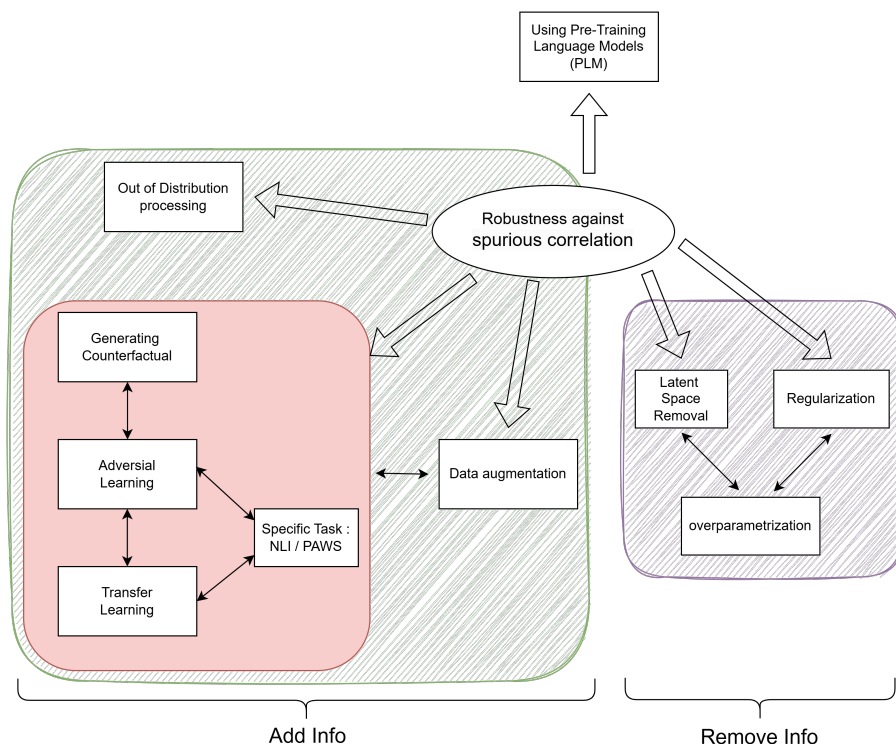 Using Pre-Training
Language Models
(PLM)
Out of Distribution
processing
Robustness against
spurious correlation
Generating
Counterfactual
Latent
Space
Removal
Regularization
Adversial
Learning
Data augmentation
Specific Task :
NLI / PAWS
overparametrization
Transfer
Learning
Add Info
Remove Info